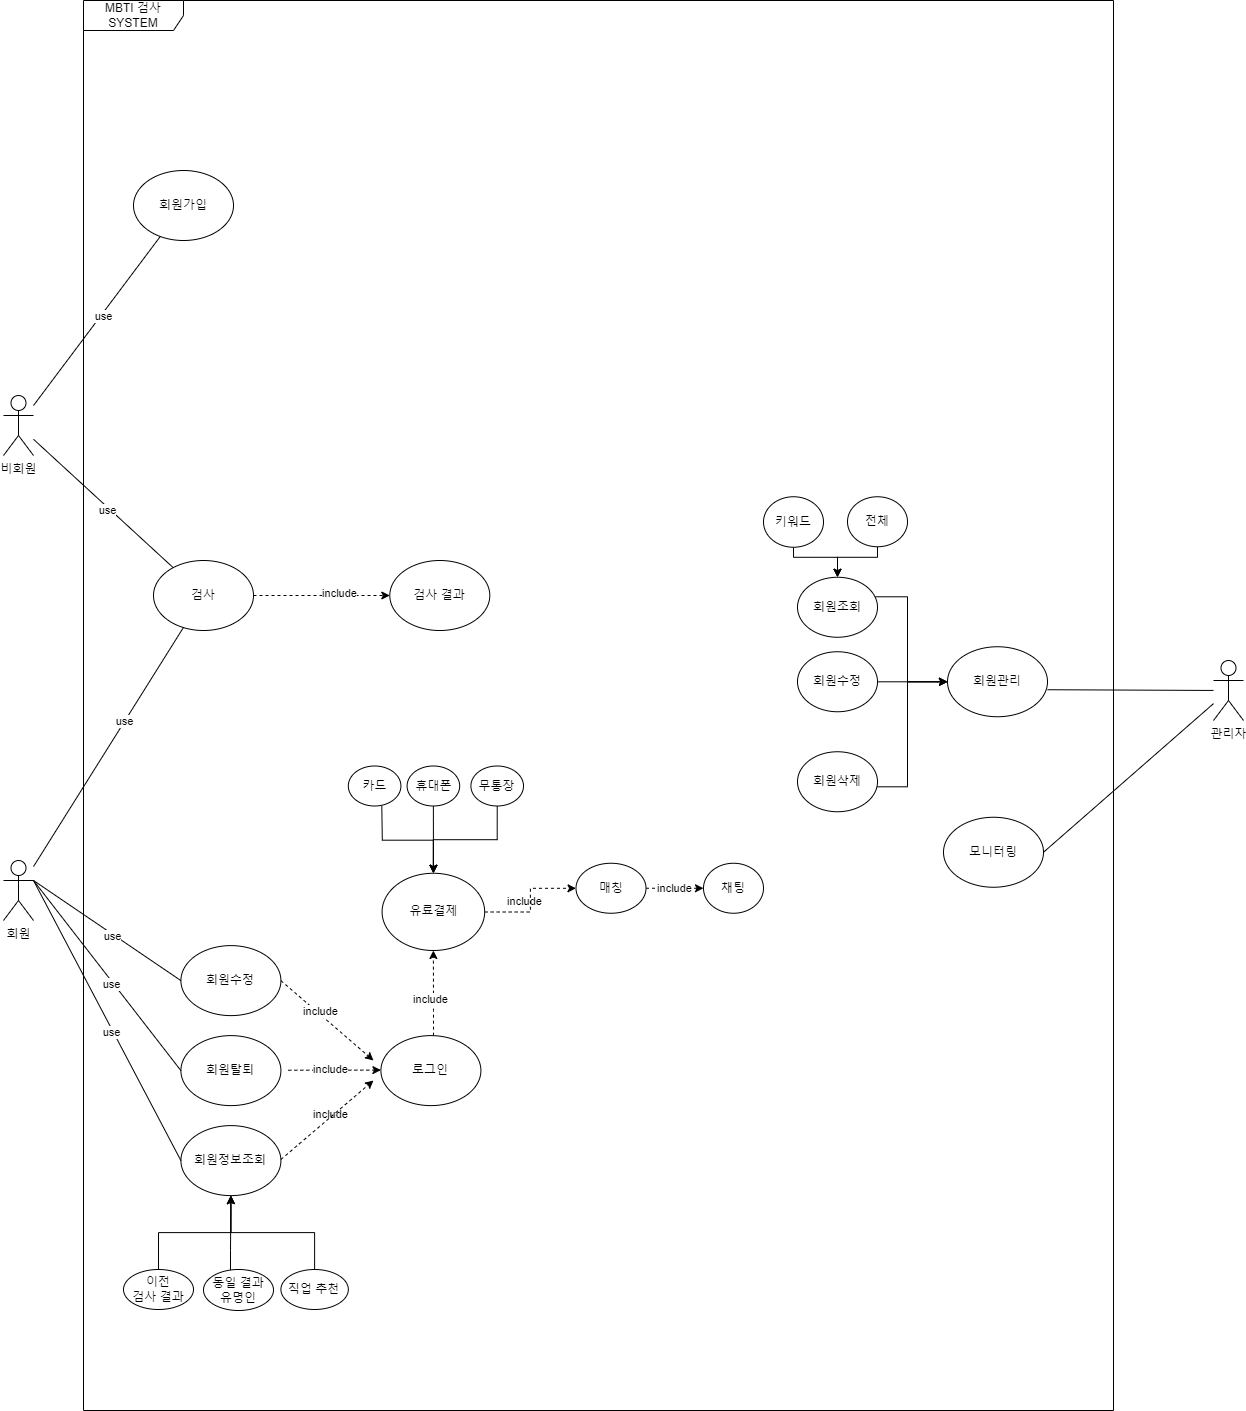 MBTI 검사
SYSTEM
회원가입
use
비회원
use
검사
include
검사 결과
use
회원
키워드
전체
회원조회
회원수정
회원관리
회원삭제
관리자
모니터링
카드
휴대폰
무통장
유료결제
include
매칭
include
채팅
use
회원수정
include
include
use
회원탈퇴
include
로그인
use
include
회원정보조회
이전
검사 결과
동일 결과
유명인
직업 추천